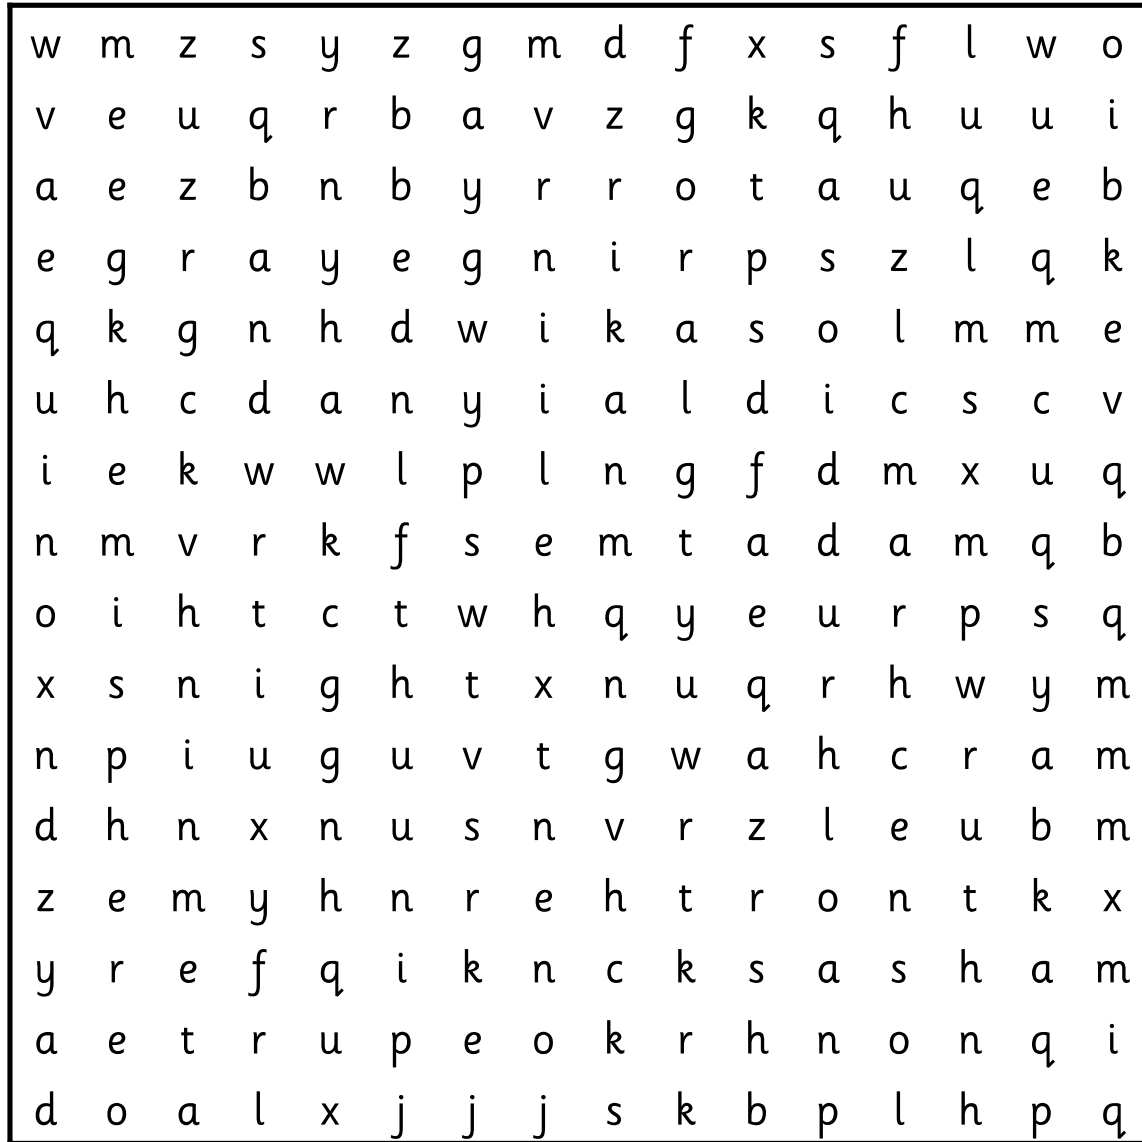 w m z s y z g m d f x s f l w o
v e u q r b a v z g k q h u u i
a e z b n b y r r o t a u q e b
e g r a y e g n i r p s z l q k
q k g n h d w i k a s o l m m e
u h c d a n y i a l d i c s c v
i e k w w l p l n g f d m x u q
n m v r k f s e m t a d a m q b
o i h t c t w h q y e u r p s q
x s n i g h t x n u q r h w y m
n p i u g u v t g w a h c r a m
d h n x n u s n v r z l e u b m
z e m y h n r e h t r o n t k x
y r e f q i k n c k s a s h a m
a e t r u p e o k r h n o n q i
d o a l x j j j s k b p l h p q